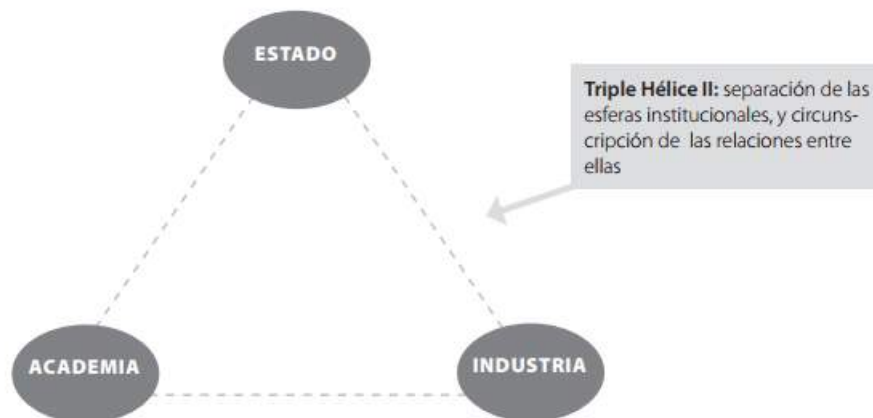 ESTADO
Triple Hélice II: separación de las
esferas institucionales, y circuns-
cripción de las relaciones entre
ellas
ACADEMIA
INDUSTRIA